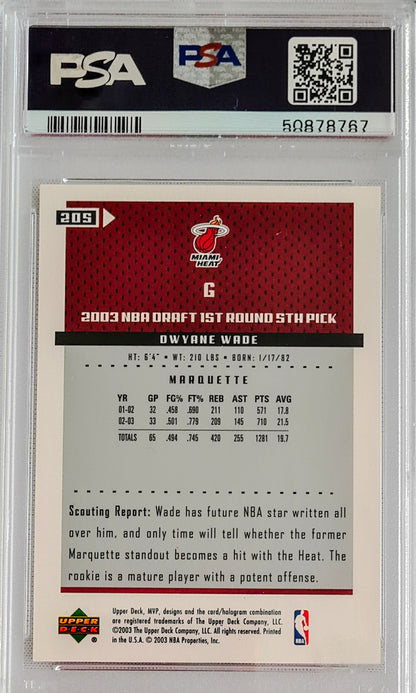 PSA
PSA
50878767
205
MIAMI
HEAT
G
2003 NBA DRAFT 1ST ROUND 5TH PICK
DWYANE WADE
HT: 6'4" • WT: 210 LBS • BORN: 1/17/82
MARQUETTE
YR GP FG% FT% REB AST PTS AVG
01-02 32 .458 .690 211 110 571 17.8
02-03 33 .501 .779 209 145 710 21.5
TOTALS 65 .494 .745 420 255 1281 19.7
Scouting Report: Wade has future NBA star written all
over him, and only time will tell whether the former
Marquette standout becomes a hit with the Heat. The
rookie is a mature player with a potent offense.
UPPER
DECK
®
Upper Deck, MVP, designs and the card/hologram combination
are registered trademarks of The Upper Deck Company, LLC.
©2003 The Upper Deck Company, LLC. All rights reserved. Printed
in the U.S.A. © 2003 NBA Properties, Inc.
NBA